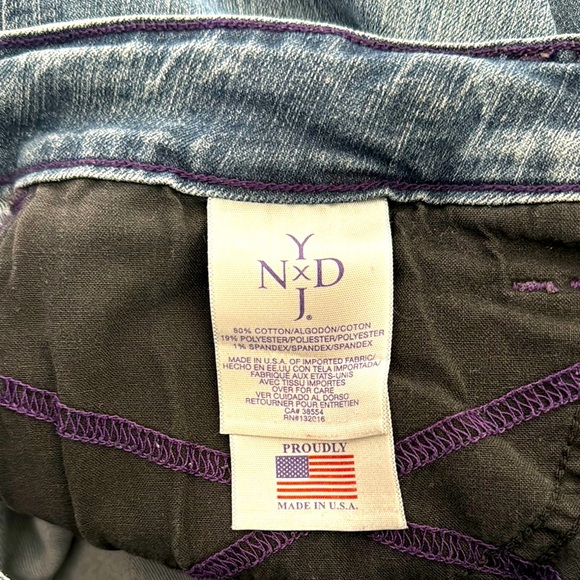 Y
N x D
J®
80% COTTON/ALGODÓN/COTON
19% POLYESTER/POLIESTER/POLYESTER
1% SPANDEX/SPANDEX/SPANDEX
MADE IN U.S.A. OF IMPORTED FABRIC/
HECHO EN EE.UU CON TELA IMPORTADA/
FABRIQUÉ AUX ETATS-UNIS
AVEC TISSU IMPORTÉS
OVER FOR CARE
VER CUIDADO AL DORSO
RETOURNER POUR ENTRETIEN
CA# 38554
RN#132016
PROUDLY
MADE IN U.S.A.